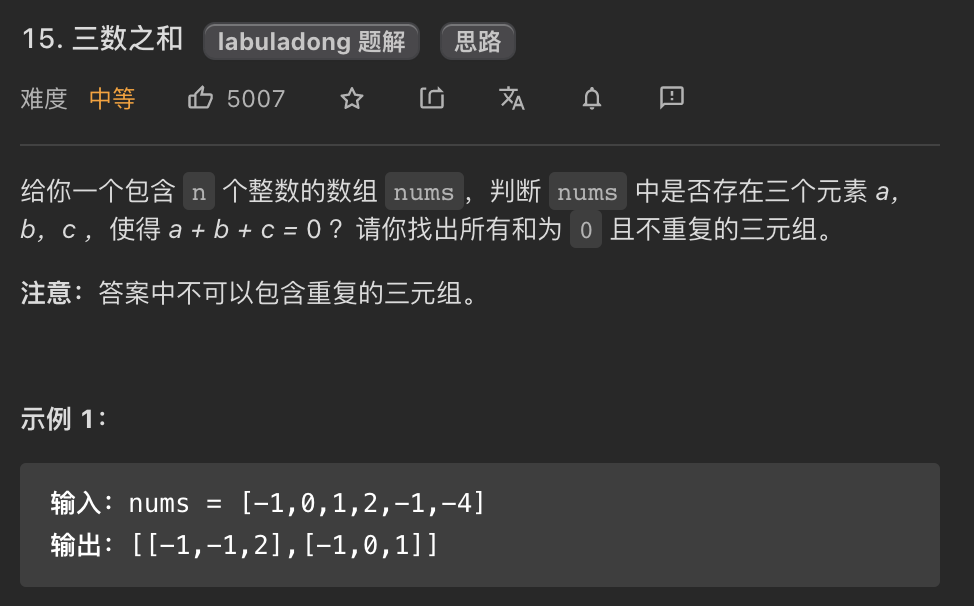 15. 三数之和 labuladong 题解 思路
难度 中等 5007
给你一个包含 n 个整数的数组 nums，判断 nums 中是否存在三个元素 a，
b，c ，使得 a + b + c = 0 ？请你找出所有和为 0 且不重复的三元组。
注意：答案中不可以包含重复的三元组。
示例 1：
输入：nums = [-1,0,1,2,-1,-4]
输出：[[-1,-1,2],[-1,0,1]]